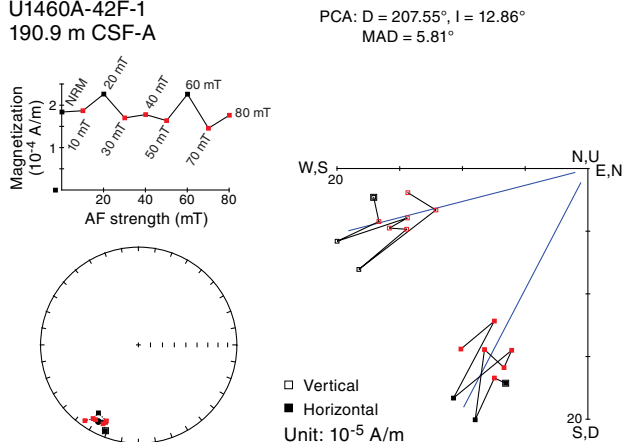 U1460A-42F-1
190.9 m CSF-A
PCA: D = 207.55°, I = 12.86°
MAD = 5.81°
Magnetization
(10⁻⁴ A/m)
2
1
NRM
10 mT
20 mT
30 mT
40 mT
50 mT
60 mT
70 mT
80 mT
20 40 60 80
AF strength (mT)
W,S
20
N,U
E,N
20
S,D
Vertical
Horizontal
Unit: 10⁻⁵ A/m